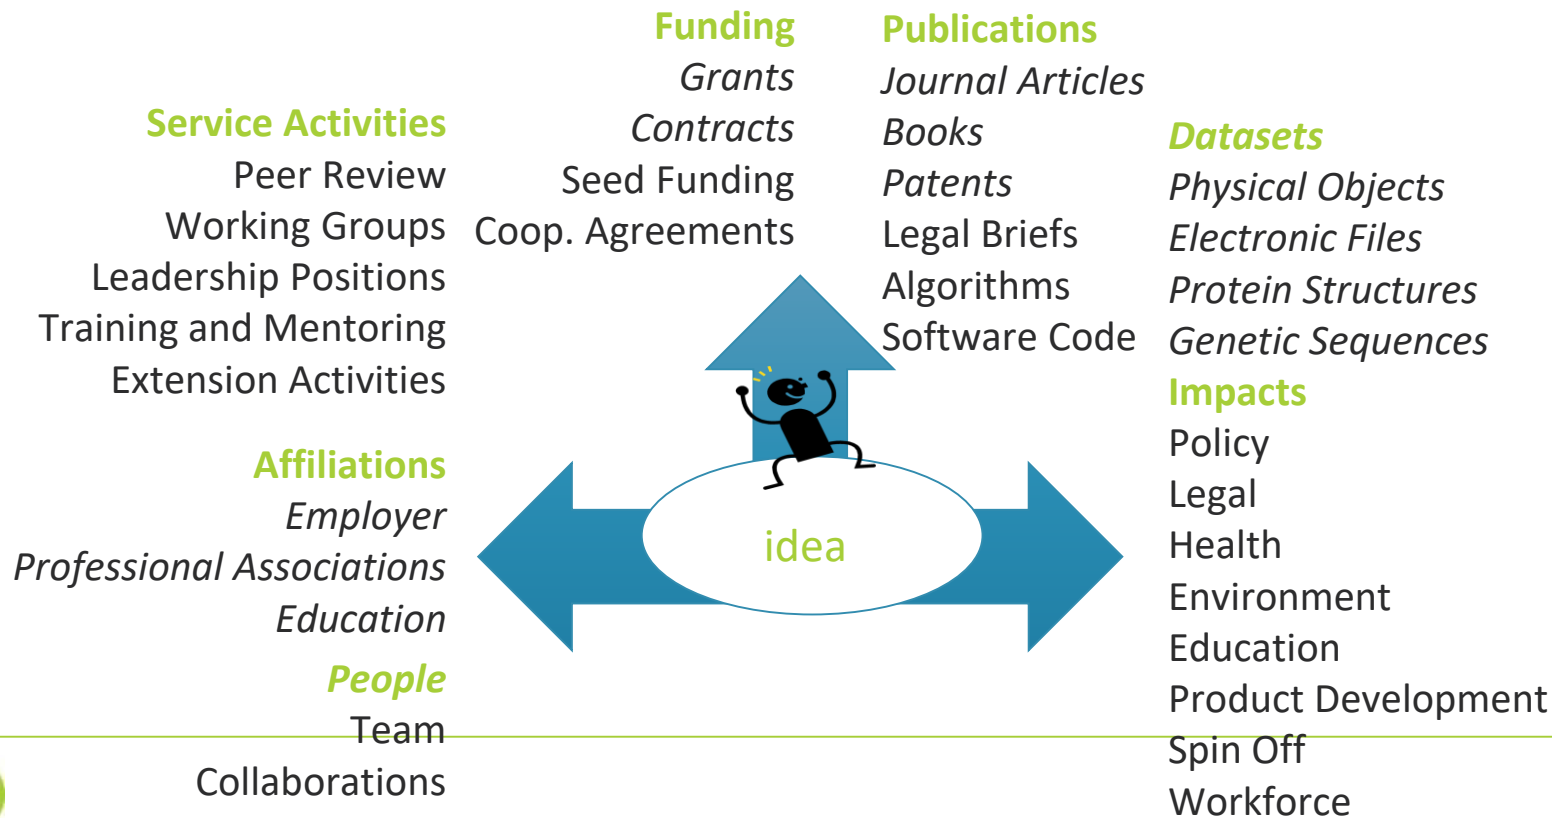 Funding
Grants
Contracts
Seed Funding
Coop. Agreements
Publications
Journal Articles
Books
Patents
Legal Briefs
Algorithms
Software Code
Service Activities
Peer Review
Working Groups
Leadership Positions
Training and Mentoring
Extension Activities
Datasets
Physical Objects
Electronic Files
Protein Structures
Genetic Sequences
Affiliations
Employer
Professional Associations
Education
People
Team
Collaborations
idea
Impacts
Policy
Legal
Health
Environment
Education
Product Development
Spin Off
Workforce